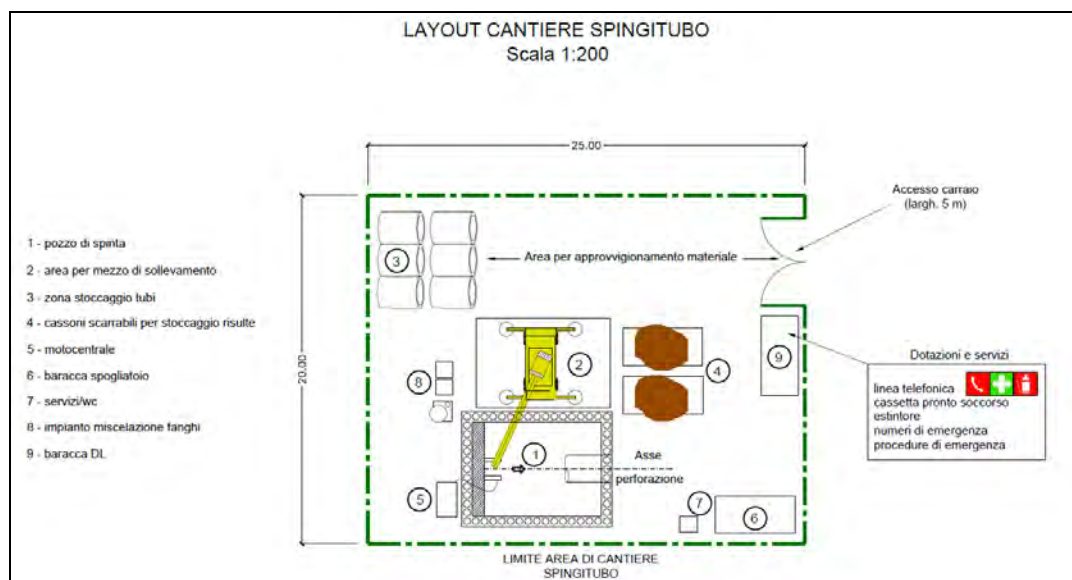 LAYOUT CANTIERE SPINGITUBO
Scala 1:200
25.00
20.00
Accesso carraio
(largh. 5 m)
1 - pozzo di spinta
2 - area per mezzo di sollevamento
3 - zona stoccaggio tubi
4 - cassoni scarrabili per stoccaggio risulte
5 - motocentrale
6 - baracca spogliatoio
7 - servizi/wc
8 - impianto miscelazione fanghi
9 - baracca DL
3
Area per approvvigionamento materiale
2
4
9
8
1
Asse
perforazione
5
7
6
Dotazioni e servizi
linea telefonica
cassetta pronto soccorso
estintore
numeri di emergenza
procedure di emergenza
LIMITE AREA DI CANTIERE
SPINGITUBO